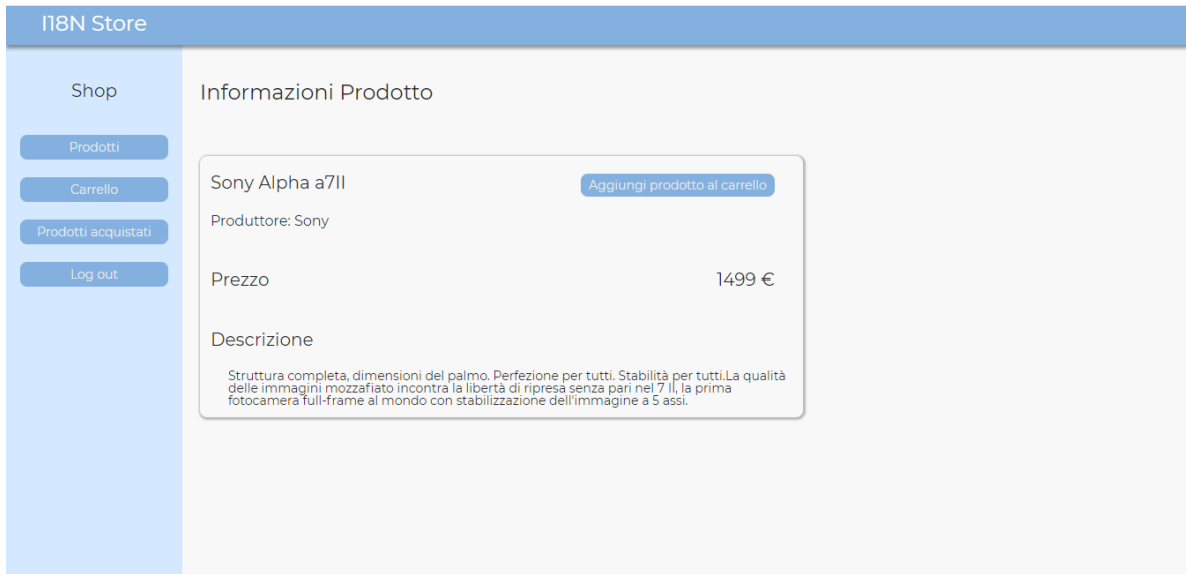 I18N Store
Shop
Prodotti
Carrello
Prodotti acquistati
Log out
Informazioni Prodotto
Sony Alpha a7II
Aggiungi prodotto al carrello
Produttore: Sony
Prezzo
1499 €
Descrizione
Struttura completa, dimensioni del palmo. Perfezione per tutti. Stabilità per tutti.La qualità
delle immagini mozzafiato incontra la libertà di ripresa senza pari nel 7 II, la prima
fotocamera full-frame al mondo con stabilizzazione dell'immagine a 5 assi.